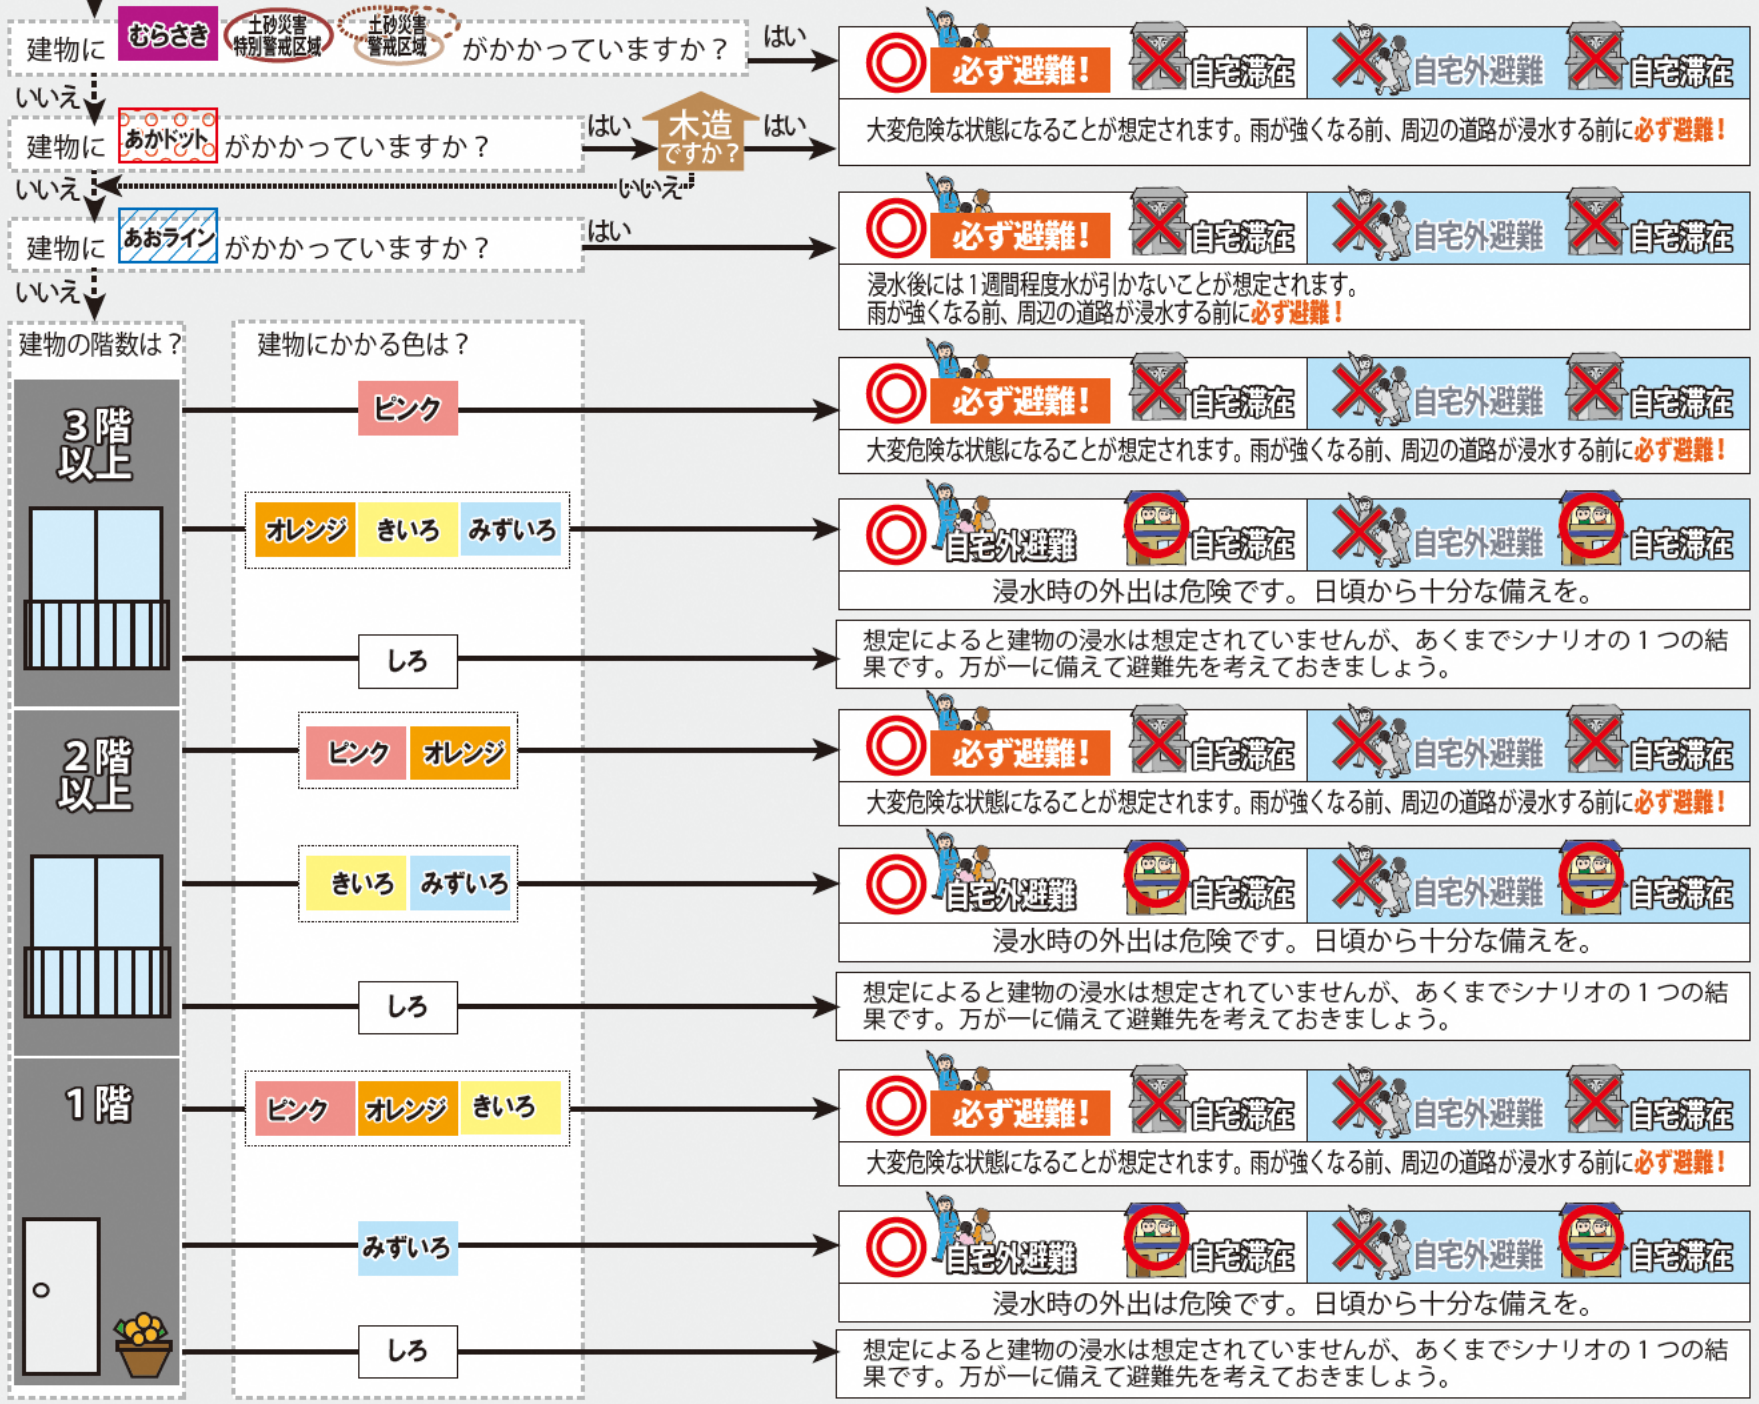 建物に むらさき 土砂災害特別警戒区域 土砂災害警戒区域 がかかっていますか？
はい
◎ 必ず避難！ 自宅滞在 自宅外避難 自宅滞在
大変危険な状態になることが想定されます。雨が強くなる前、周辺の道路が浸水する前に必ず避難！
いいえ
建物に あかドット がかかっていますか？
はい
木造
ですか？
はい
いいえ
いいえ
建物に あおライン がかかっていますか？
はい
◎ 必ず避難！ 自宅滞在 自宅外避難 自宅滞在
浸水後には１週間程度水が引かないことが想定されます。
雨が強くなる前、周辺の道路が浸水する前に必ず避難！
いいえ
建物の階数は？
建物にかかる色は？
３階
以上
ピンク
◎ 必ず避難！ 自宅滞在 自宅外避難 自宅滞在
大変危険な状態になることが想定されます。雨が強くなる前、周辺の道路が浸水する前に必ず避難！
オレンジ きいろ みずいろ
◎ 自宅外避難 自宅滞在 自宅外避難 自宅滞在
浸水時の外出は危険です。日頃から十分な備えを。
しろ
想定によると建物の浸水は想定されていませんが、あくまでシナリオの１つの結
果です。万が一に備えて避難先を考えておきましょう。
２階
以上
ピンク オレンジ
◎ 必ず避難！ 自宅滞在 自宅外避難 自宅滞在
大変危険な状態になることが想定されます。雨が強くなる前、周辺の道路が浸水する前に必ず避難！
きいろ みずいろ
◎ 自宅外避難 自宅滞在 自宅外避難 自宅滞在
浸水時の外出は危険です。日頃から十分な備えを。
しろ
想定によると建物の浸水は想定されていませんが、あくまでシナリオの１つの結
果です。万が一に備えて避難先を考えておきましょう。
１階
ピンク オレンジ きいろ
◎ 必ず避難！ 自宅滞在 自宅外避難 自宅滞在
大変危険な状態になることが想定されます。雨が強くなる前、周辺の道路が浸水する前に必ず避難！
みずいろ
◎ 自宅外避難 自宅滞在 自宅外避難 自宅滞在
浸水時の外出は危険です。日頃から十分な備えを。
しろ
想定によると建物の浸水は想定されていませんが、あくまでシナリオの１つの結
果です。万が一に備えて避難先を考えておきましょう。